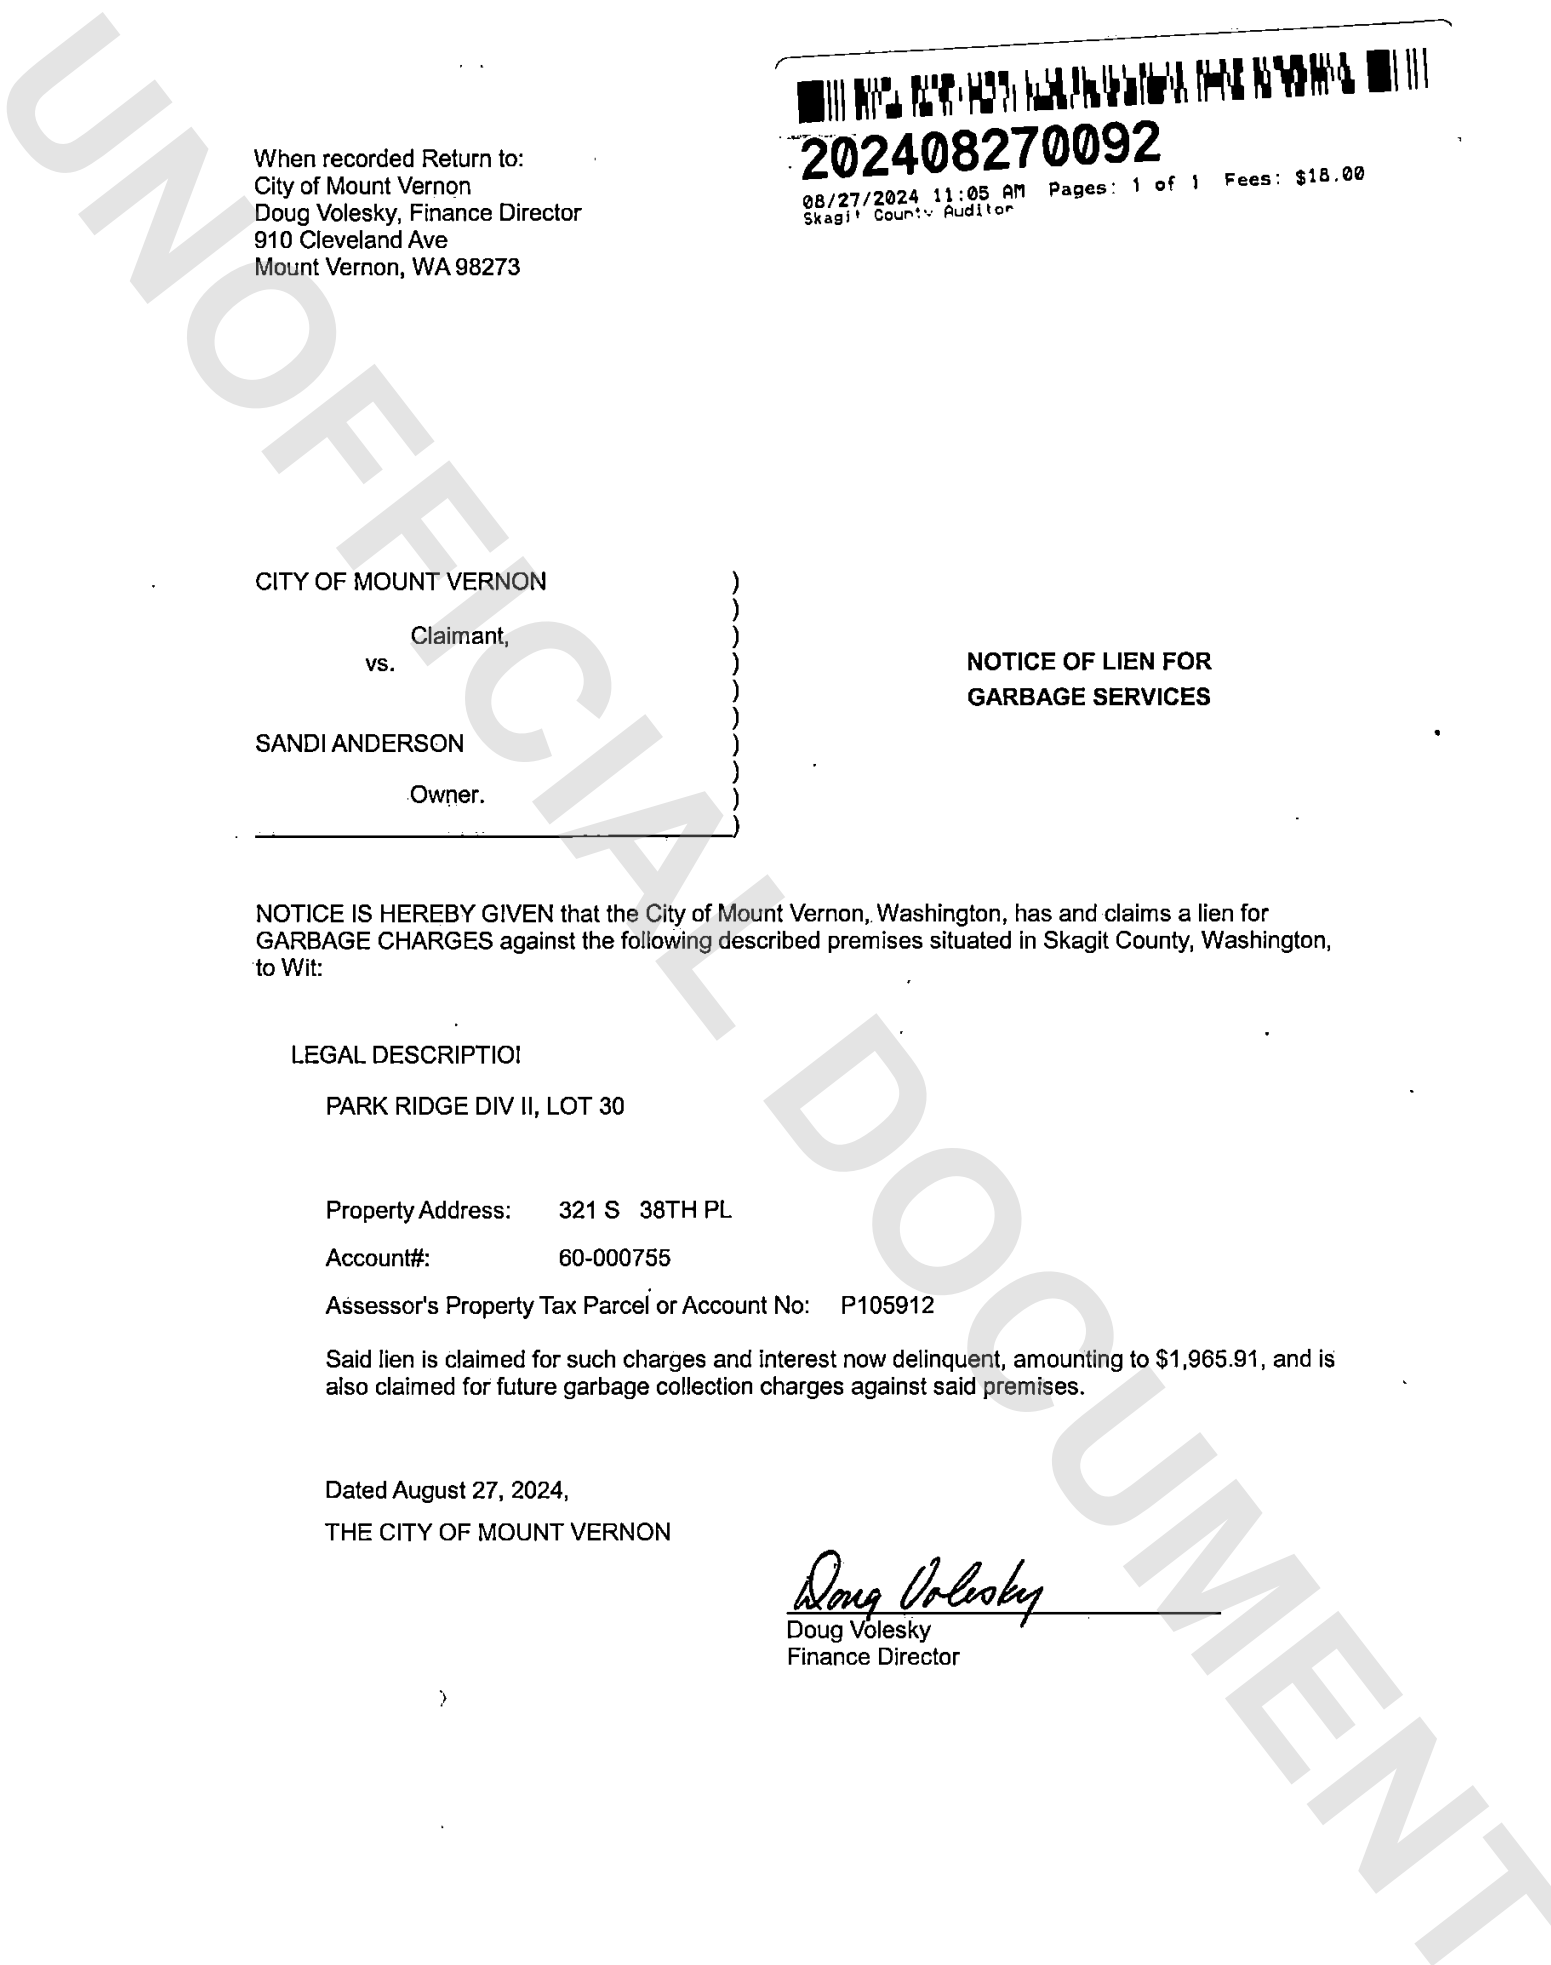 When recorded Return to:
City of Mount Vernon
Doug Volesky, Finance Director
910 Cleveland Ave
Mount Vernon, WA 98273
202408270092
08/27/2024 11:05 AM Pages: 1 of 1 Fees: $18.00
Skagit County Auditor
CITY OF MOUNT VERNON )
)
Claimant, )
vs. )
)
)
SANDI ANDERSON )
)
Owner. )
)
NOTICE OF LIEN FOR
GARBAGE SERVICES
NOTICE IS HEREBY GIVEN that the City of Mount Vernon, Washington, has and claims a lien for
GARBAGE CHARGES against the following described premises situated in Skagit County, Washington,
to Wit:
LEGAL DESCRIPTIO
PARK RIDGE DIV II, LOT 30
Property Address: 321 S 38TH PL
Account#: 60-000755
Assessor's Property Tax Parcel or Account No: P105912
Said lien is claimed for such charges and interest now delinquent, amounting to $1,965.91, and is
also claimed for future garbage collection charges against said premises.
Dated August 27, 2024,
THE CITY OF MOUNT VERNON
Doug Volesky
Doug Volesky
Finance Director
UNOFFICIAL DOCUMENT